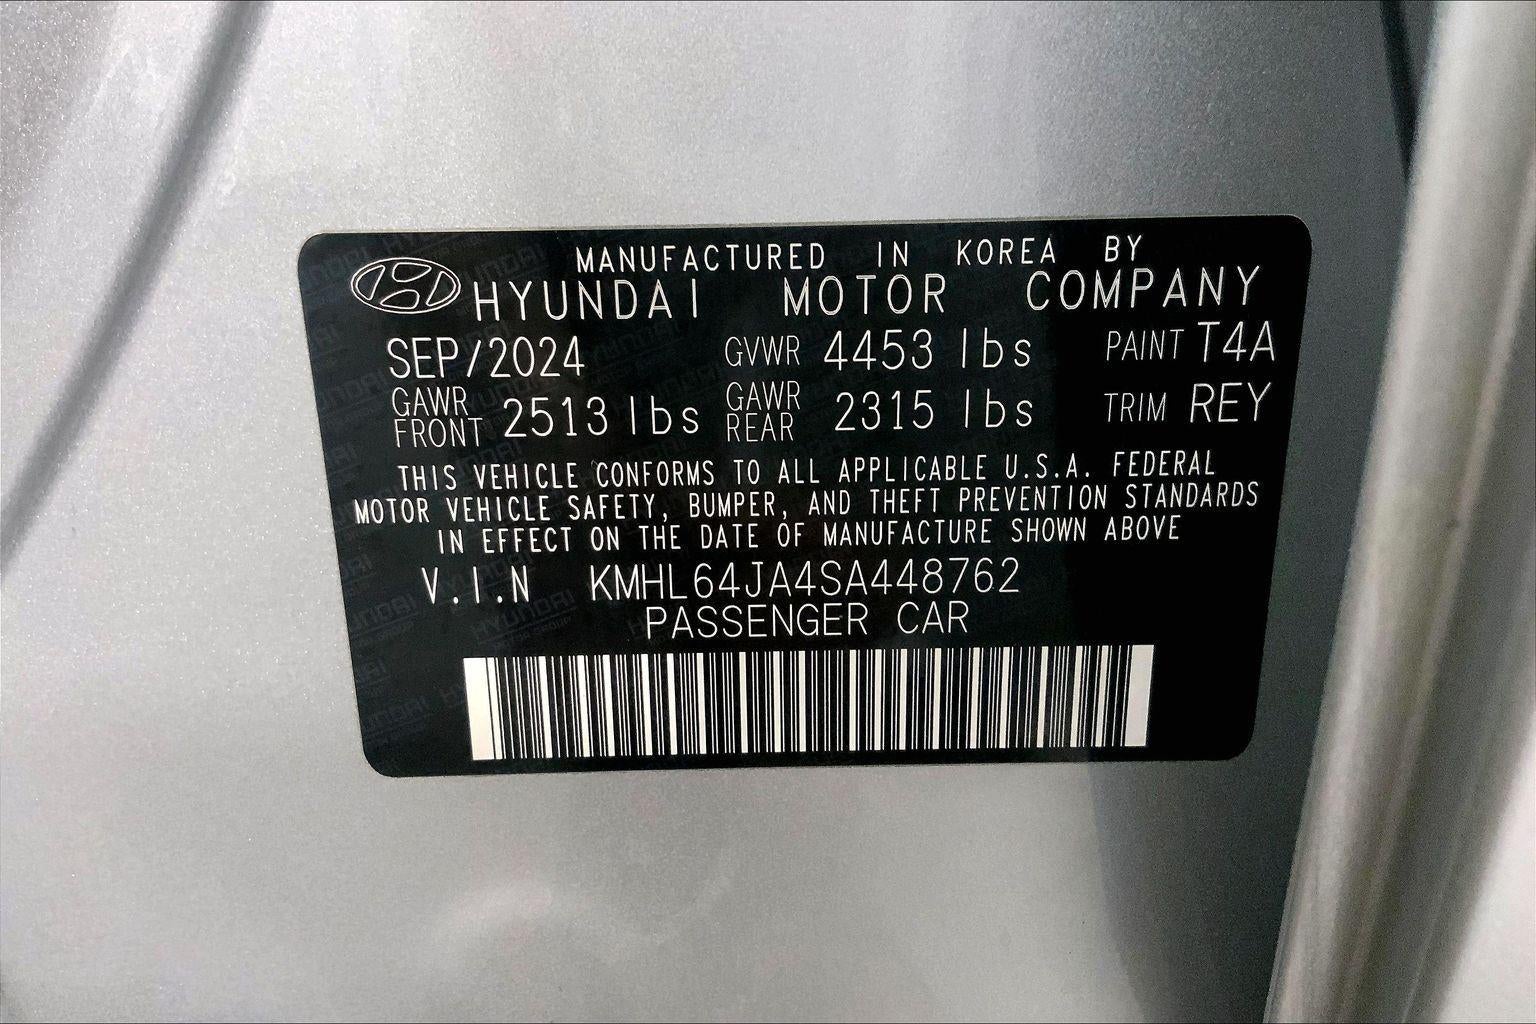 MANUFACTURED IN KOREA BY
HYUNDAI MOTOR COMPANY
SEP/2024 GVWR 4453 lbs PAINT T4A
GAWR FRONT 2513 lbs GAWR REAR 2315 lbs TRIM REY
THIS VEHICLE CONFORMS TO ALL APPLICABLE U.S.A. FEDERAL
MOTOR VEHICLE SAFETY, BUMPER, AND THEFT PREVENTION STANDARDS
IN EFFECT ON THE DATE OF MANUFACTURE SHOWN ABOVE
V.I.N KMHL64JA4SA448762
PASSENGER CAR